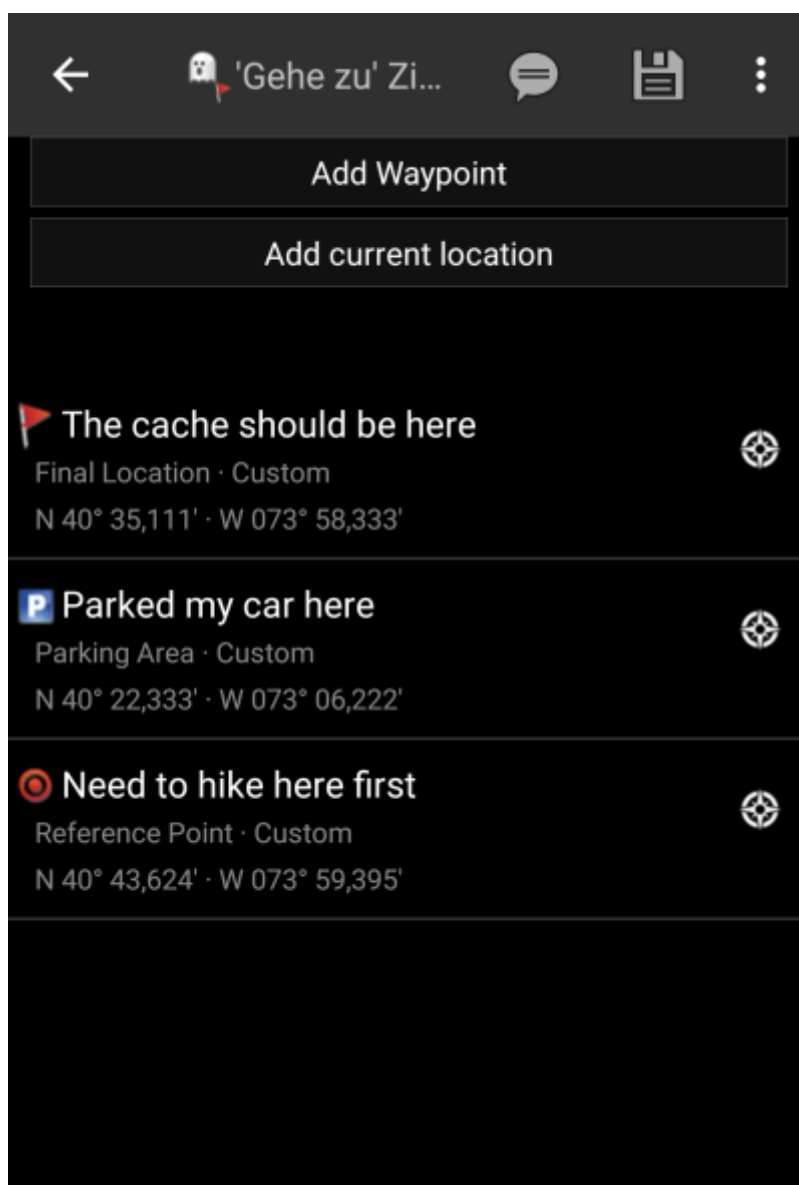 'Gehe zu' Zi...
Add Waypoint
Add current location
The cache should be here
Final Location · Custom
N 40° 35,111' · W 073° 58,333'
P Parked my car here
Parking Area · Custom
N 40° 22,333' · W 073° 06,222'
Need to hike here first
Reference Point · Custom
N 40° 43,624' · W 073° 59,395'